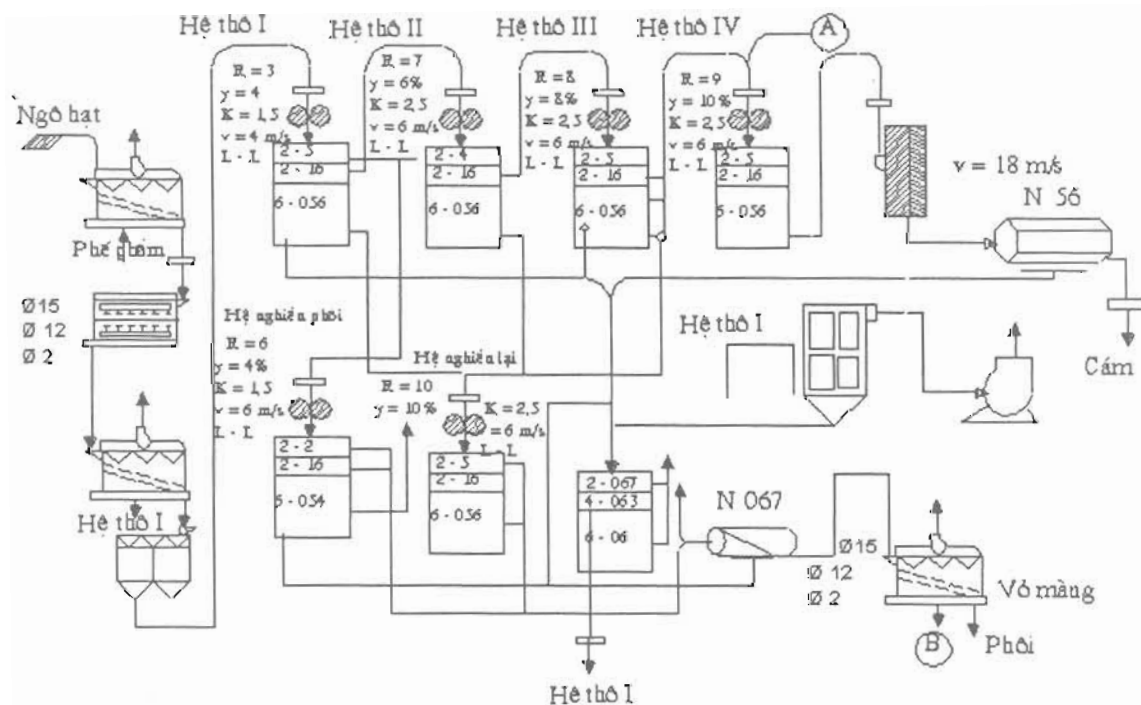 Hệ thô I
Hệ thô II
Hệ thô III
Hệ thô IV
A
Ngô hạt
R = 3
y = 4
K = 1,5
v = 4 m/s
L - L
R = 7
y = 6%
K = 2,5
v = 6 m/s
L - L
R = 8
y = 8%
K = 2,5
v = 6 m/s
L - L
R = 9
y = 10%
K = 2,5
v = 6 m/s
L - L
2 - 5
2 - 16
6 - 056
2 - 4
2 - 16
6 - 056
2 - 5
2 - 16
6 - 056
2 - 5
2 - 16
6 - 056
v = 18 m/s
N 56
Phế phẩm
Ø 15
Ø 12
Ø 2
Hệ nghiền phôi
R = 6
y = 4%
K = 1,5
v = 6 m/s
L - L
Hệ nghiền lại
R = 10
y = 10%
K = 2,5
= 6 m/s
L - L
Hệ thô I
Cám
2 - 2
2 - 16
6 - 054
2 - 5
2 - 16
6 - 056
2 - 067
4 - 063
6 - 06
N 067
Ø 15
Ø 12
Ø 2
Hệ thô I
Vỏ màng
B
Phôi
Hệ thô I